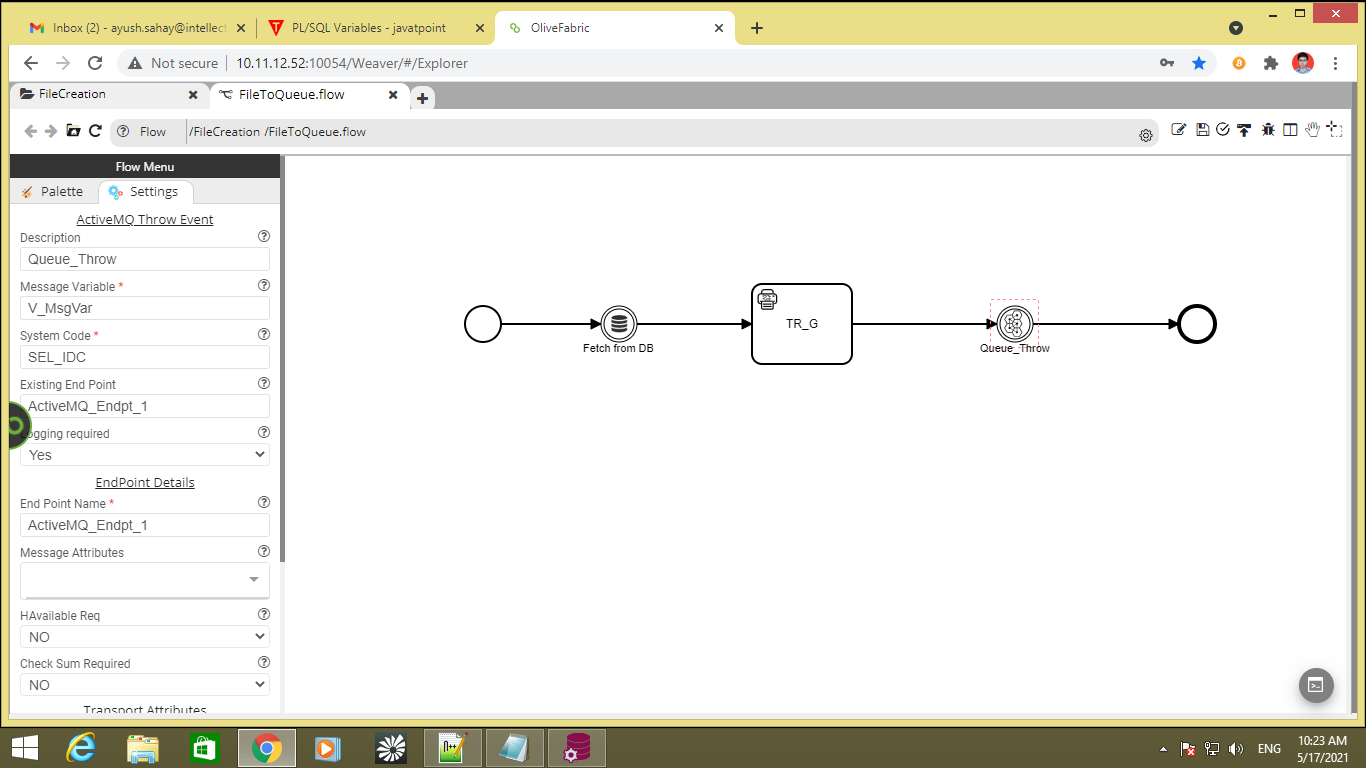 Inbox (2) - ayush.sahay@intellect
PL/SQL Variables - javatpoint
OliveFabric
Not secure
10.11.12.52:10054/Weaver/#/Explorer
FileCreation
FileToQueue.flow
Flow
/FileCreation /FileToQueue.flow
Flow Menu
Palette
Settings
ActiveMQ Throw Event
Description
Queue_Throw
Message Variable *
V_MsgVar
System Code *
SEL_IDC
Existing End Point
ActiveMQ_Endpt_1
ogging required
Yes
EndPoint Details
End Point Name *
ActiveMQ_Endpt_1
Message Attributes
HAvailable Req
NO
Check Sum Required
NO
Transport Attributes
Fetch from DB
TR_G
Queue_Throw
ENG
10:23 AM
5/17/2021